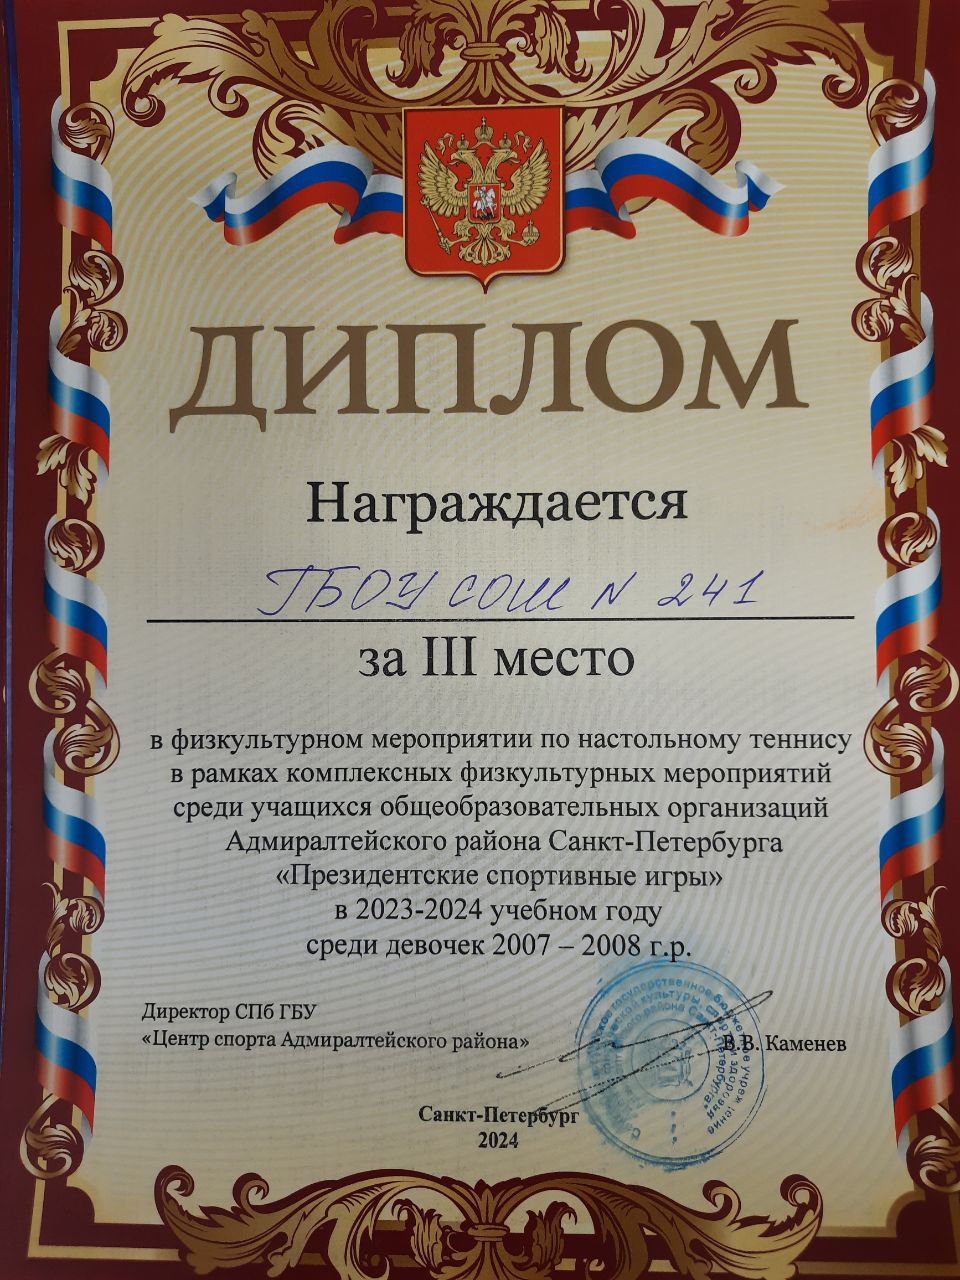 ДИПЛОМ
Награждается
ГБОУ СОШ N 241
за III место
в физкультурном мероприятии по настольному теннису
в рамках комплексных физкультурных мероприятий
среди учащихся общеобразовательных организаций
Адмиралтейского района Санкт-Петербурга
«Президентские спортивные игры»
в 2023-2024 учебном году
среди девочек 2007 – 2008 г.р.
Директор СПб ГБУ
«Центр спорта Адмиралтейского района»
В.В. Каменев
Санкт-Петербург
2024